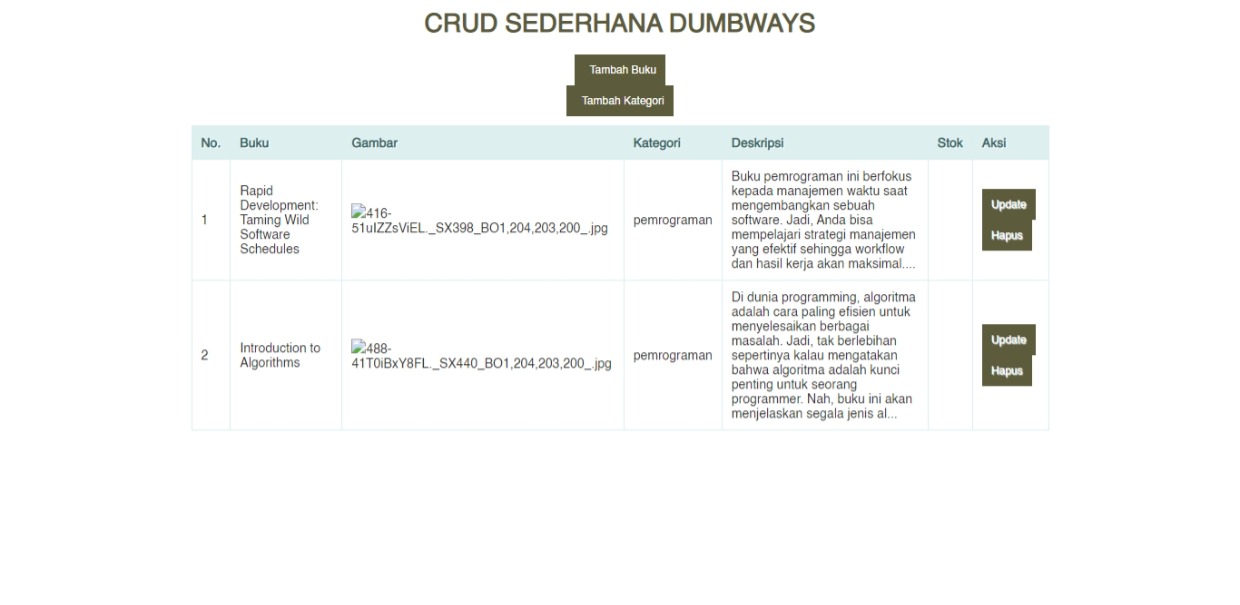 CRUD SEDERHANA DUMBWAYS
Tambah Buku
Tambah Kategori
No. Buku Gambar Kategori Deskripsi Stok Aksi
1
Rapid
Development:
Taming Wild
Software
Schedules
416-
51uIZZsViEL._SX398_BO1,204,203,200_.jpg
pemrograman
Buku pemrograman ini berfokus
kepada manajemen waktu saat
mengembangkan sebuah
software. Jadi, Anda bisa
mempelajari strategi manajemen
yang efektif sehingga workflow
dan hasil kerja akan maksimal....
Update
Hapus
2
Introduction to
Algorithms
488-
41T0iBxY8FL._SX440_BO1,204,203,200_.jpg
pemrograman
Di dunia programming, algoritma
adalah cara paling efisien untuk
menyelesaikan berbagai
masalah. Jadi, tak berlebihan
sepertinya kalau mengatakan
bahwa algoritma adalah kunci
penting untuk seorang
programmer. Nah, buku ini akan
menjelaskan segala jenis al...
Update
Hapus